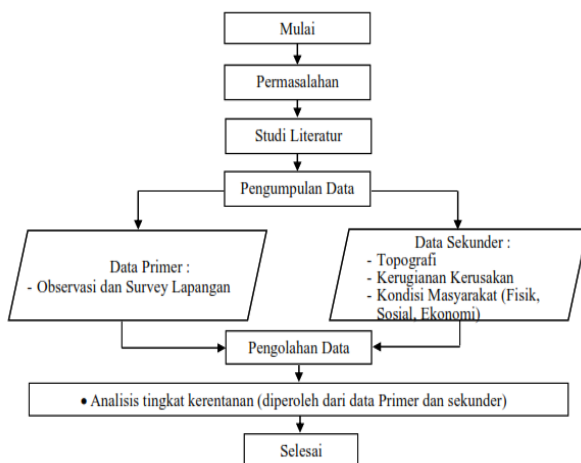 Mulai
Permasalahan
Studi Literatur
Pengumpulan Data
Data Primer :
- Observasi dan Survey Lapangan
Data Sekunder :
- Topografi
- Kerugianan Kerusakan
- Kondisi Masyarakat (Fisik,
Sosial, Ekonomi)
Pengolahan Data
• Analisis tingkat kerentanan (diperoleh dari data Primer dan sekunder)
Selesai